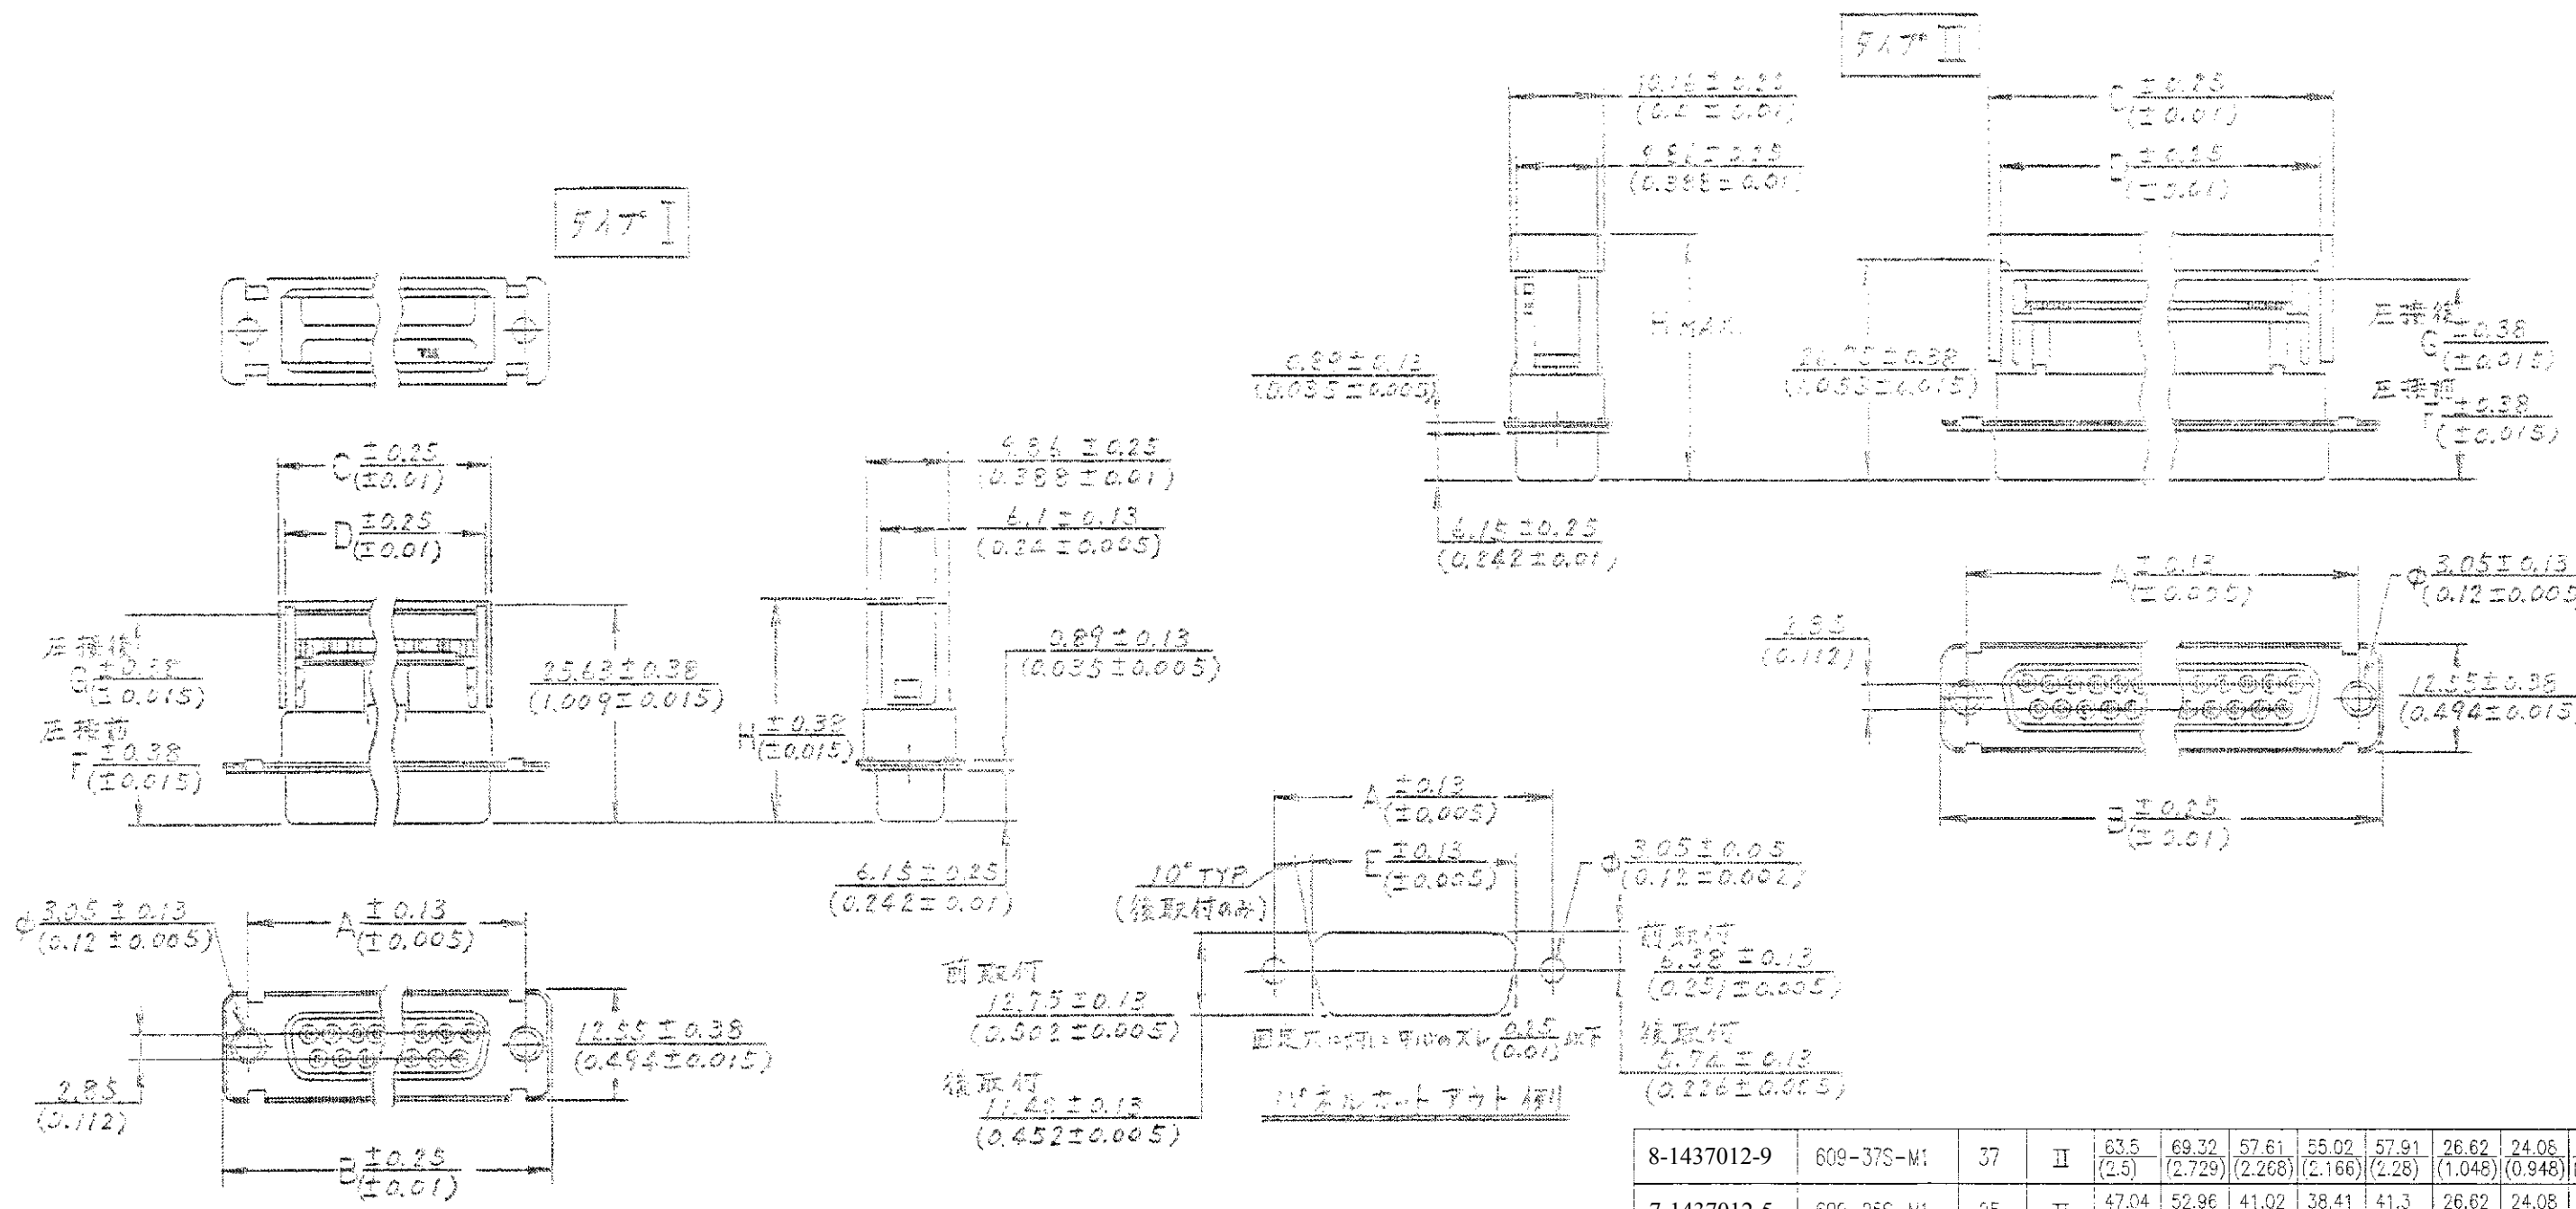 タイプ II
C ±0.25
(±0.01)
(0.388±0.01)
±0.25
(±0.01)
タイプ I
H MAX.
圧接後
G ±0.38
(±0.015)
圧接前
F ±0.38
(±0.015)
0.89±0.13
(0.035±0.005)
26.75±0.38
(1.053±0.015)
6.15±0.25
(0.242±0.01)
C ±0.25
(±0.01)
D ±0.25
(±0.01)
9.86±0.25
(0.388±0.01)
6.1±0.13
(0.24±0.005)
圧接後
G ±0.38
(±0.015)
圧接前
F ±0.38
(±0.015)
25.63±0.38
(1.009±0.015)
H ±0.38
(±0.015)
0.89±0.13
(0.035±0.005)
6.15±0.25
(0.242±0.01)
A ±0.13
(±0.005)
φ 3.05±0.13
(0.12±0.005
2.85
(0.112)
12.55±0.38
(0.494±0.015)
B ±0.25
(±0.01)
φ 3.05±0.13
(0.12±0.005)
A ±0.13
(±0.005)
2.85
(0.112)
12.55±0.38
(0.494±0.015)
B ±0.25
(±0.01)
A ±0.13
(±0.005)
E ±0.13
(±0.005)
φ 3.05±0.05
(0.12±0.002)
10° TYP.
(後取付のみ)
前取付
12.75±0.13
(0.502±0.005)
後取付
11.48±0.13
(0.452±0.005)
前取付
6.38±0.13
(0.251±0.005)
後取付
5.74±0.13
(0.226±0.005)
0.25
(0.01) 以下
パネルカートアウト例
8-1437012-9 609-37S-M1 37 II 63.5 69.32 57.61 55.02 57.91 26.62 24.08
(2.5) (2.729) (2.268) (2.166) (2.28) (1.048) (0.948)
7-1437012-5 609-25S-M1 25 II 47.04 52.96 41.02 38.41 41.3 26.62 24.08